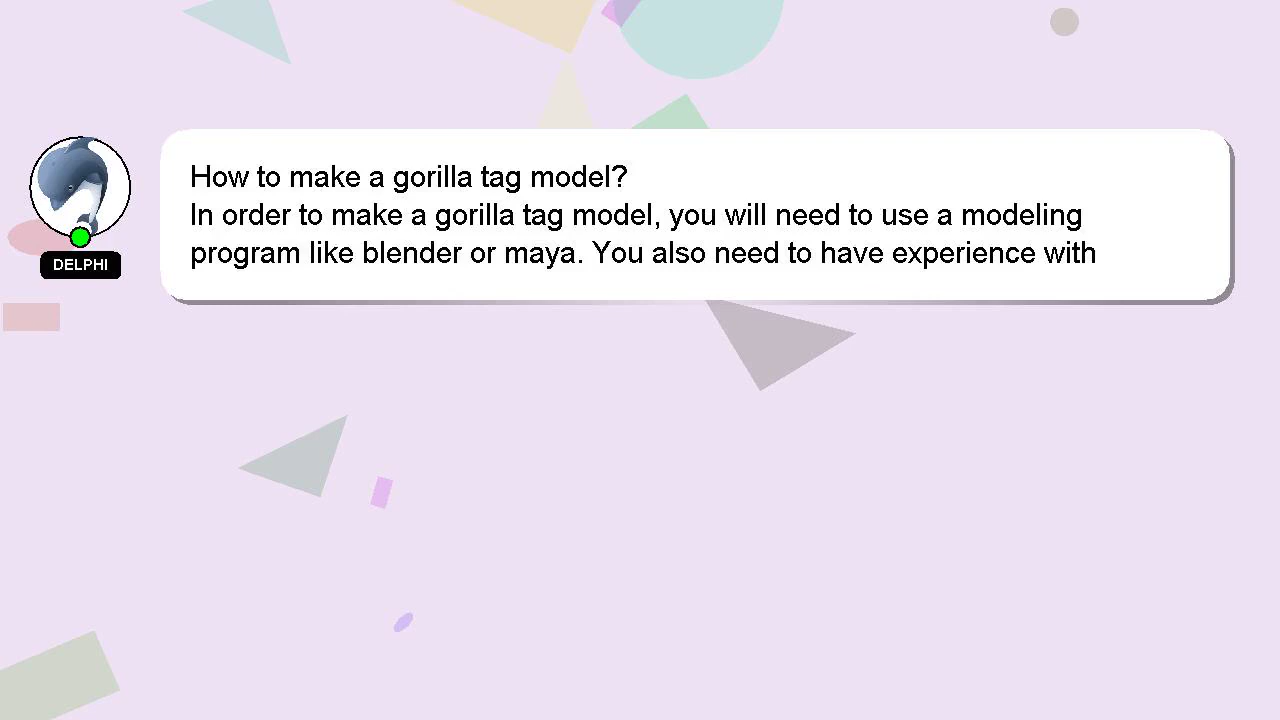 How to make a gorilla tag model?
In order to make a gorilla tag model, you will need to use a modeling
program like blender or maya. You also need to have experience with
DELPHI